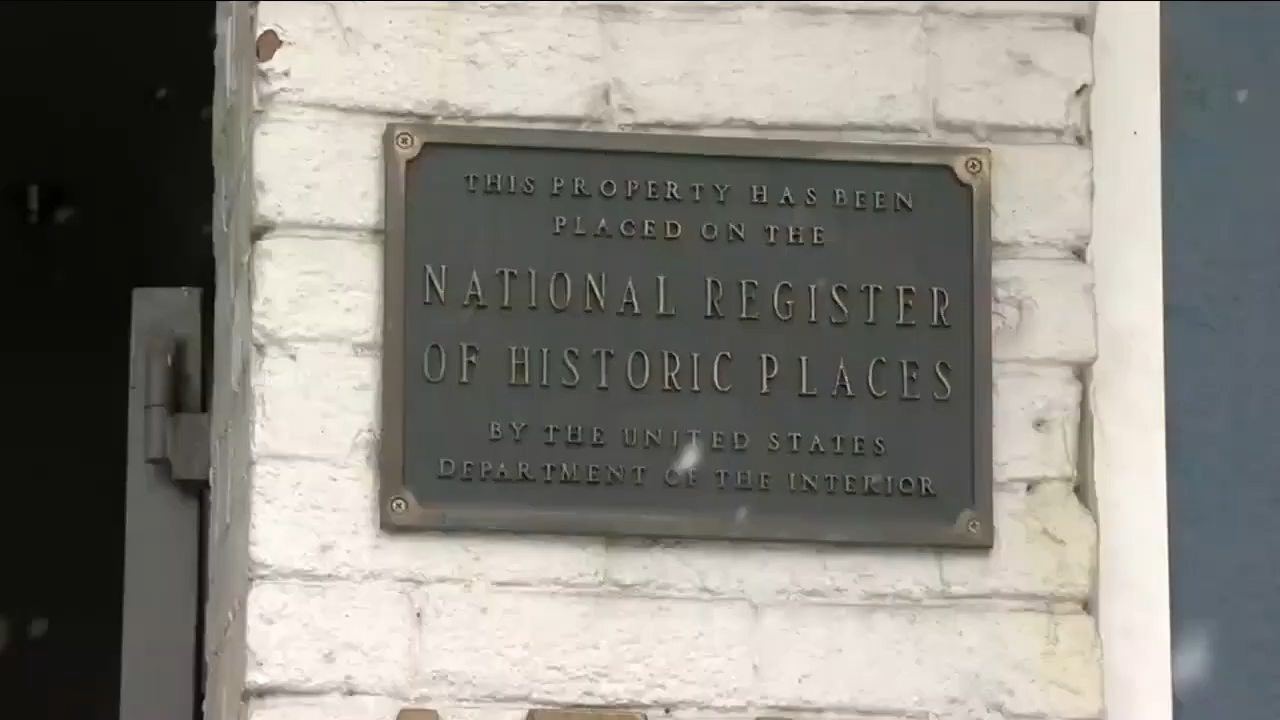 THIS PROPERTY HAS BEEN
PLACED ON THE
NATIONAL REGISTER
OF HISTORIC PLACES
BY THE UNITED STATES
DEPARTMENT OF THE INTERIOR